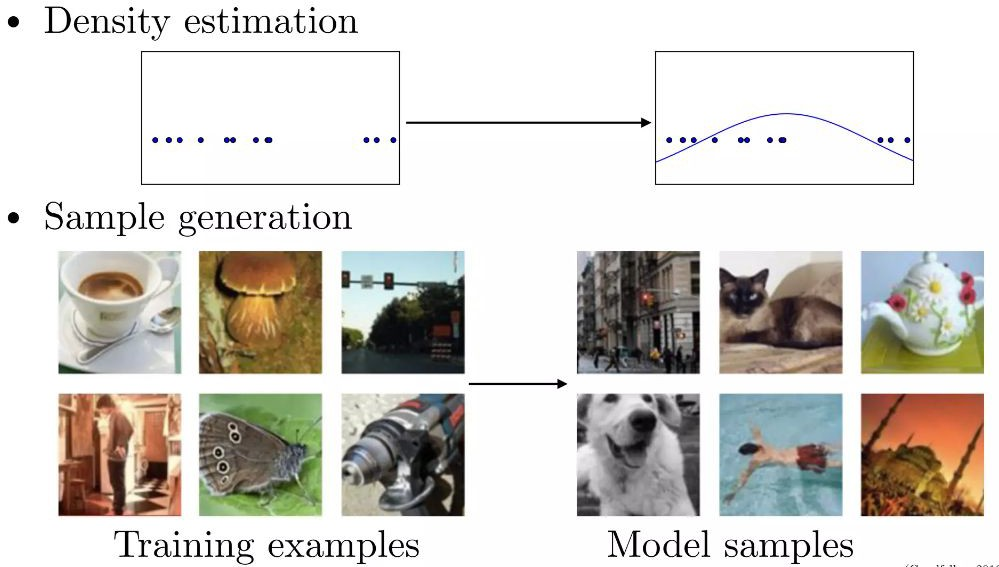 • Density estimation
• Sample generation
Training examples
Model samples